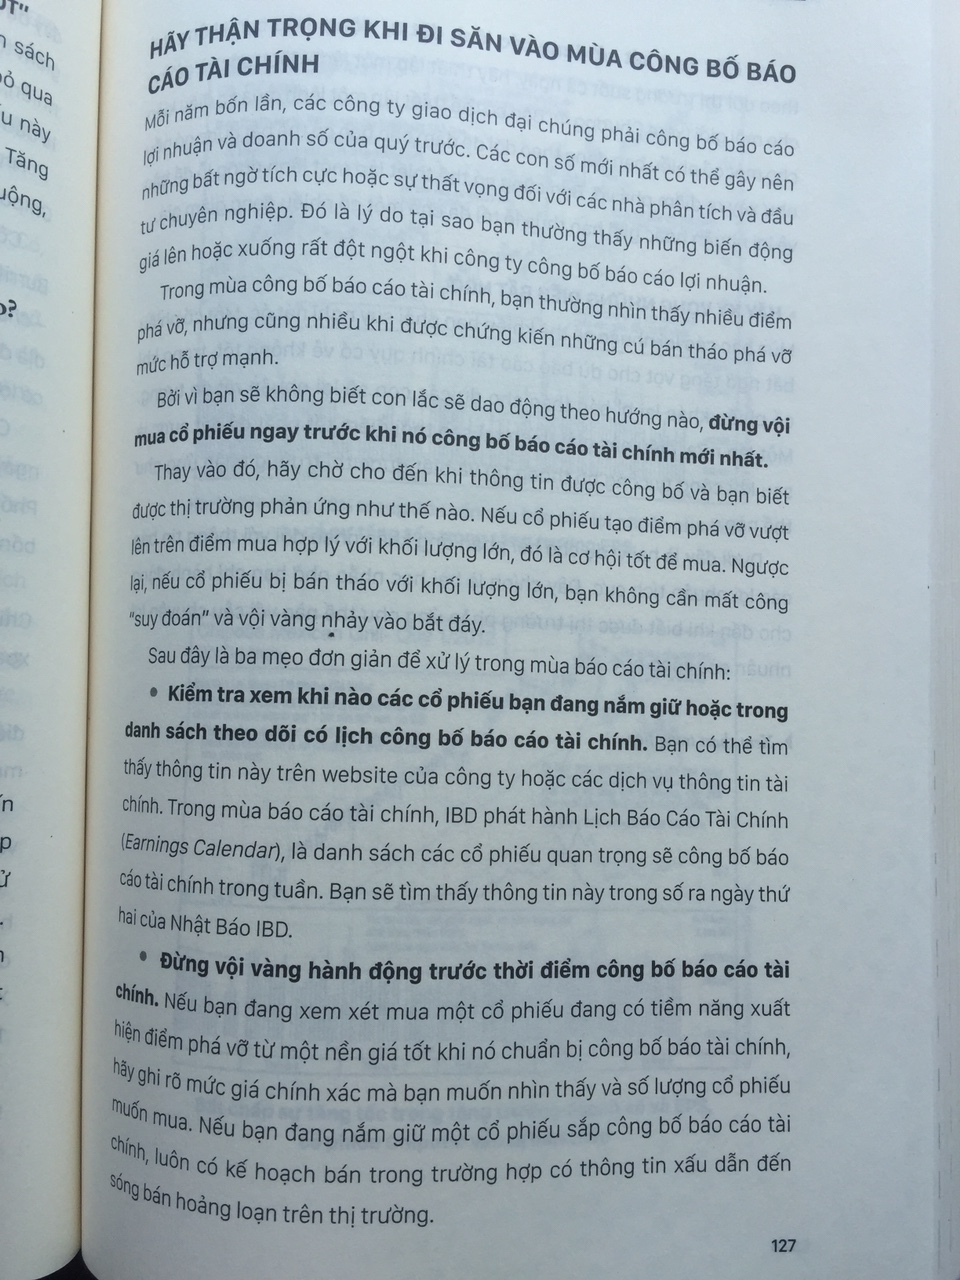 HÃY THẬN TRỌNG KHI ĐI SĂN VÀO MÙA CÔNG BỐ BÁO
CÁO TÀI CHÍNH
Mỗi năm bốn lần, các công ty giao dịch đại chúng phải công bố báo cáo
lợi nhuận và doanh số của quý trước. Các con số mới nhất có thể gây nên
những bất ngờ tích cực hoặc sự thất vọng đối với các nhà phân tích và đầu
tư chuyên nghiệp. Đó là lý do tại sao bạn thường thấy những biến động
giá lên hoặc xuống rất đột ngột khi công ty công bố báo cáo lợi nhuận.
Trong mùa công bố báo cáo tài chính, bạn thường nhìn thấy nhiều điểm
phá vỡ, nhưng cũng nhiều khi được chứng kiến những cú bán tháo phá vỡ
mức hỗ trợ mạnh.
Bởi vì bạn sẽ không biết con lắc sẽ dao động theo hướng nào, đừng vội
mua cổ phiếu ngay trước khi nó công bố báo cáo tài chính mới nhất.
Thay vào đó, hãy chờ cho đến khi thông tin được công bố và bạn biết
được thị trường phản ứng như thế nào. Nếu cổ phiếu tạo điểm phá vỡ vượt
lên trên điểm mua hợp lý với khối lượng lớn, đó là cơ hội tốt để mua. Ngược
lại, nếu cổ phiếu bị bán tháo với khối lượng lớn, bạn không cần mất công
"suy đoán" và vội vàng nhảy vào bắt đáy.
Sau đây là ba mẹo đơn giản để xử lý trong mùa báo cáo tài chính:
• Kiểm tra xem khi nào các cổ phiếu bạn đang nắm giữ hoặc trong
danh sách theo dõi có lịch công bố báo cáo tài chính. Bạn có thể tìm
thấy thông tin này trên website của công ty hoặc các dịch vụ thông tin tài
chính. Trong mùa báo cáo tài chính, IBD phát hành Lịch Báo Cáo Tài Chính
(Earnings Calendar), là danh sách các cổ phiếu quan trọng sẽ công bố báo
cáo tài chính trong tuần. Bạn sẽ tìm thấy thông tin này trong số ra ngày thứ
hai của Nhật Báo IBD.
• Đừng vội vàng hành động trước thời điểm công bố báo cáo tài
chính. Nếu bạn đang xem xét mua một cổ phiếu đang có tiềm năng xuất
hiện điểm phá vỡ từ một nền giá tốt khi nó chuẩn bị công bố báo tài chính,
hãy ghi rõ mức giá chính xác mà bạn muốn nhìn thấy và số lượng cổ phiếu
muốn mua. Nếu bạn đang nắm giữ một cổ phiếu sắp công bố báo cáo tài
chính, luôn có kế hoạch bán trong trường hợp có thông tin xấu dẫn đến
sóng bán hoảng loạn trên thị trường.
127